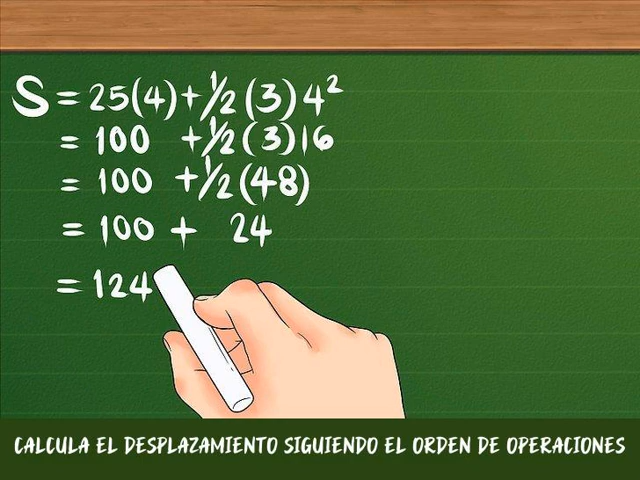 S = 25(4) + ½ (3) 4²
= 100 + ½ (3) 16
= 100 + ½ (48)
= 100 + 24
= 124
CALCULA EL DESPLAZAMIENTO SIGUIENDO EL ORDEN DE OPERACIONES